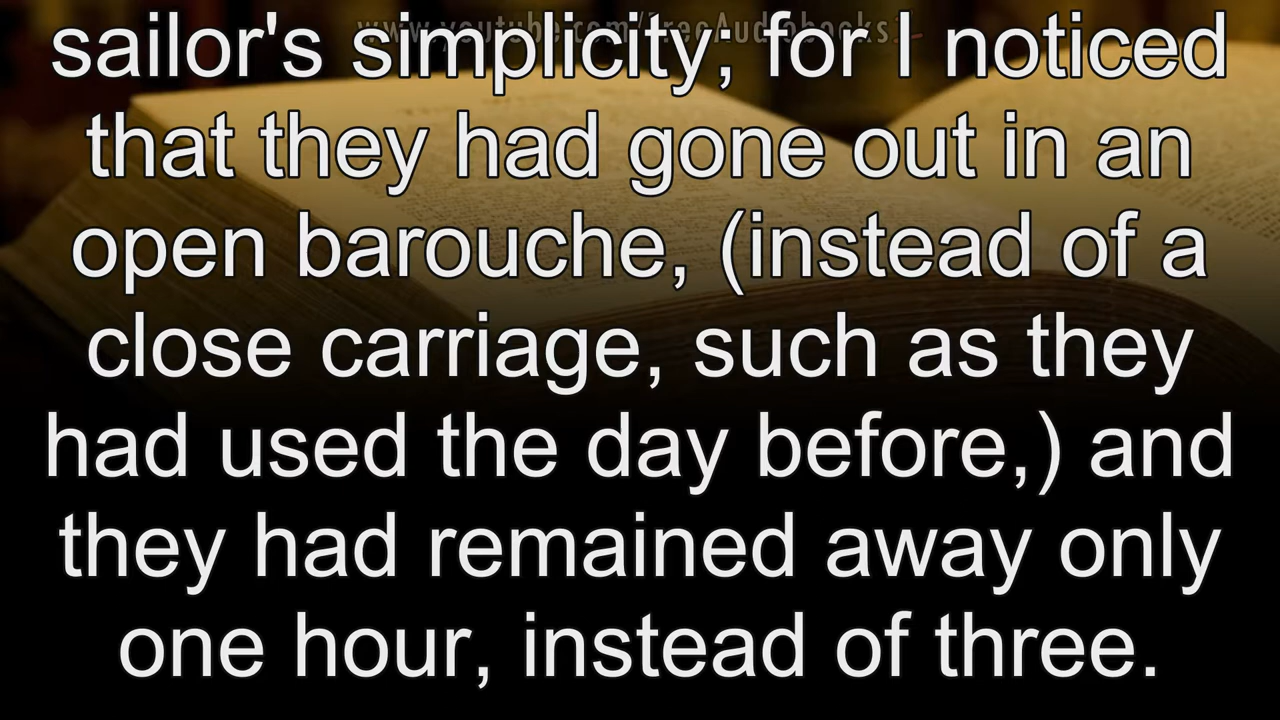 www.youtube.com/FreeAudiobooks1
sailor's simplicity; for I noticed
that they had gone out in an
open barouche, (instead of a
close carriage, such as they
had used the day before,) and
they had remained away only
one hour, instead of three.